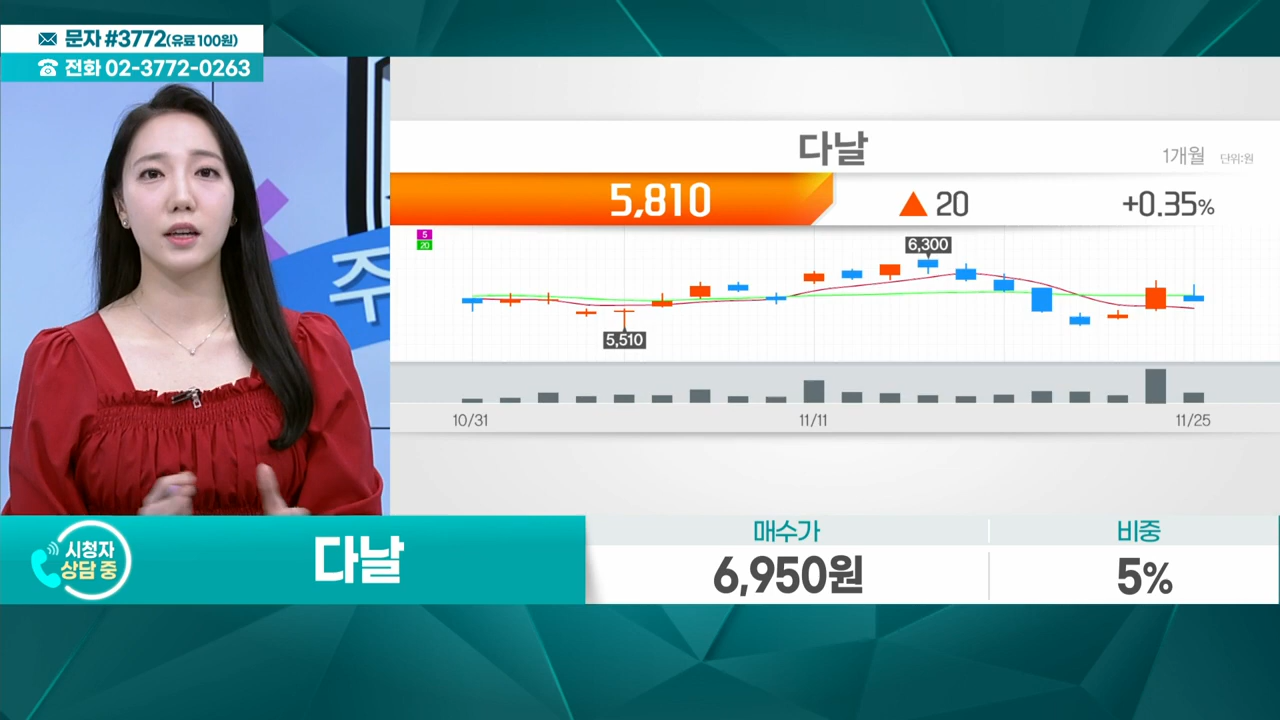 문자 #3772(유료 100원)
전화 02-3772-0263
주
다날
1개월 단위:원
5,810
▲ 20
+0.35%
5
20
6,300
5,510
10/31
11/11
11/25
시청자
상담 중
다날
매수가
비중
6,950원
5%